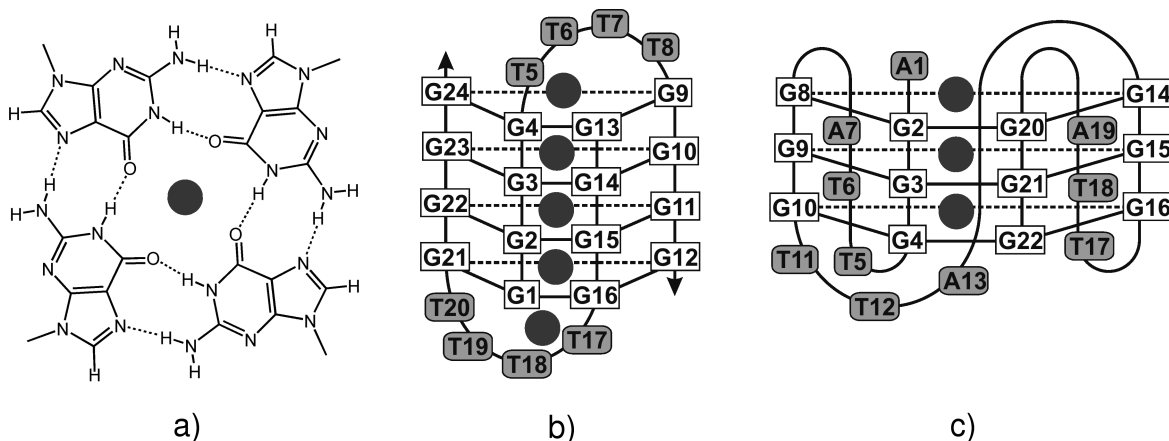 H
H
N H
N
N
N
N
H
N
H
N
O
N
O
N
H
H
N
H
H
N
H
H
N
O
O
N
H
N
H
N
N
N
H
N
N
N
H
H
a)
T6
T7
T5
T8
G24
G9
G4
G13
G23
G10
G3
G14
G22
G11
G2
G15
G21
G12
G1
G16
T20
T19
T18
T17
b)
A1
G8
G14
G2
G20
A7
A19
G9
G15
G3
G21
T6
T18
G10
G16
G4
G22
T11
T5
T17
T12
A13
c)